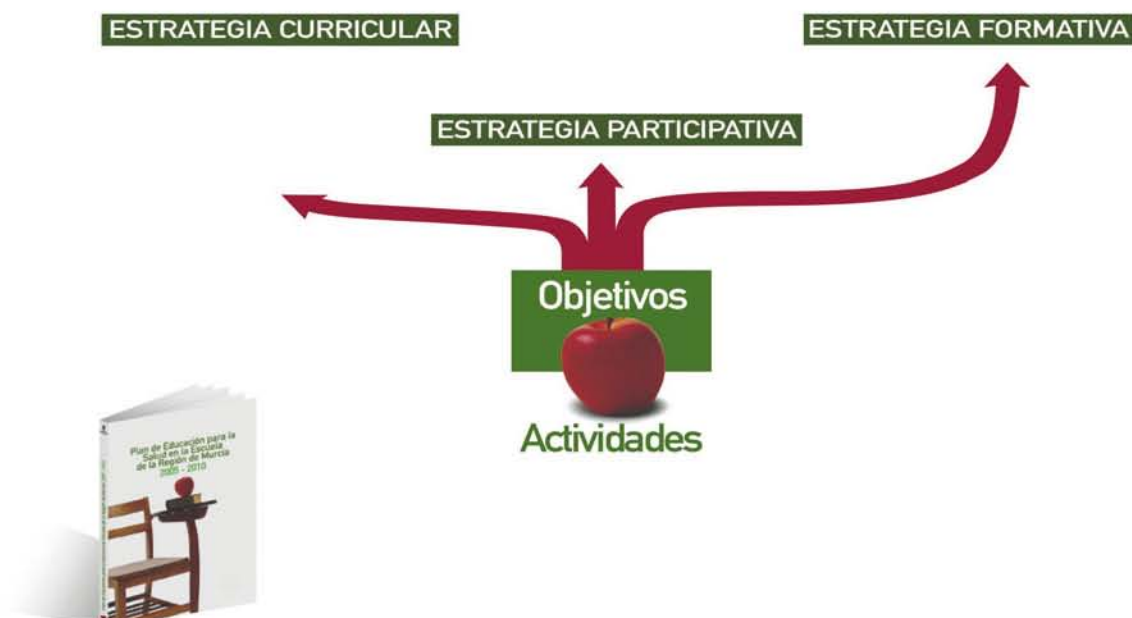 ESTRATEGIA CURRICULAR
ESTRATEGIA FORMATIVA
ESTRATEGIA PARTICIPATIVA
Objetivos
Actividades
Plan de Educación para la
Salud en la Escuela
de la Región de Murcia
2005 - 2010